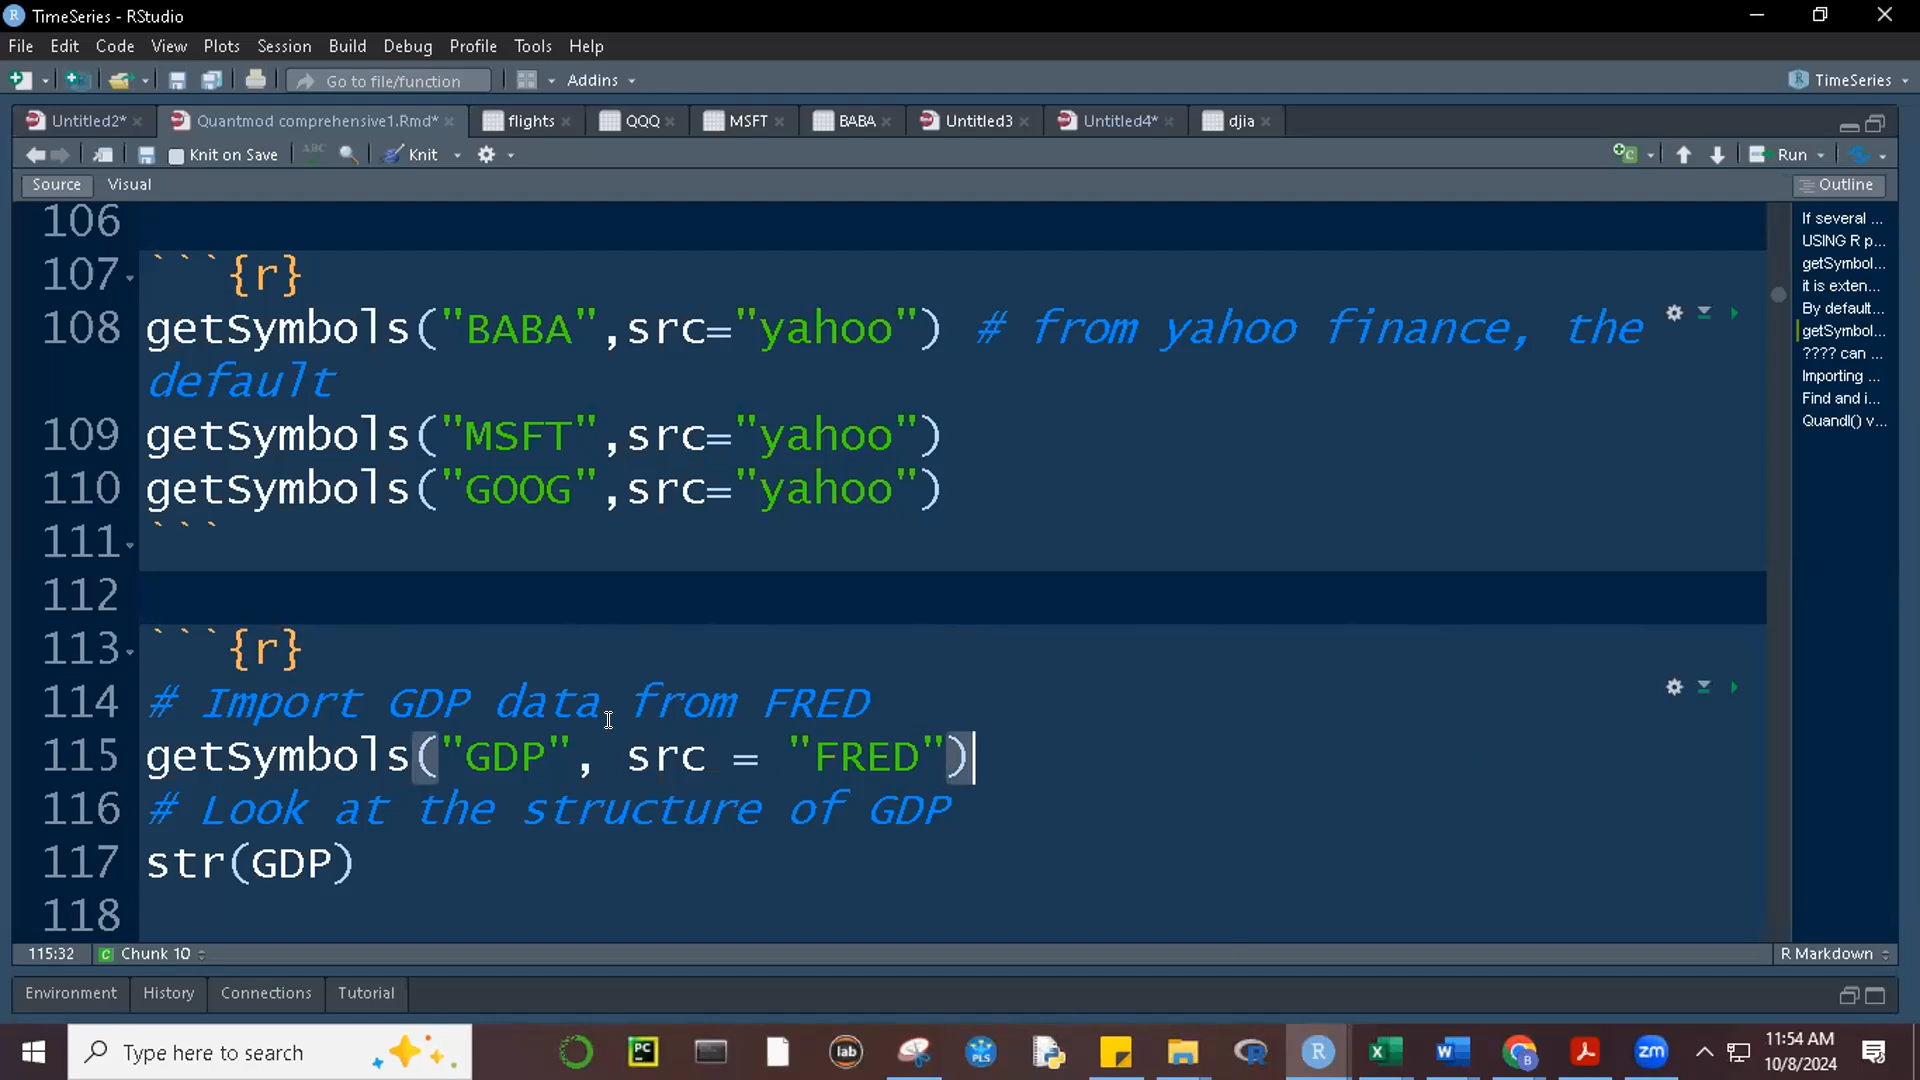 TimeSeries - RStudio
File Edit Code View Plots Session Build Debug Profile Tools Help
Go to file/function Addins TimeSeries
Untitled2* Quantmod comprehensive1.Rmd* flights QQQ MSFT BABA Untitled3 Untitled4* djia
Knit on Save ABC Knit Run
Source Visual Outline
106
107 ```{r}
108 getSymbols("BABA",src="yahoo") # from yahoo finance, the
default
109 getSymbols("MSFT",src="yahoo")
110 getSymbols("GOOG",src="yahoo")
111 ```
112
113 ```{r}
114 # Import GDP data from FRED
115 getSymbols("GDP", src = "FRED")
116 # Look at the structure of GDP
117 str(GDP)
118
If several ...
USING R p...
getSymbol...
it is exten...
By default...
getSymbol...
???? can ...
Importing ...
Find and i...
Quandl() v...
115:32 Chunk 10 R Markdown
Environment History Connections Tutorial
Type here to search
PC
lab
PLS
zm
11:54 AM
10/8/2024